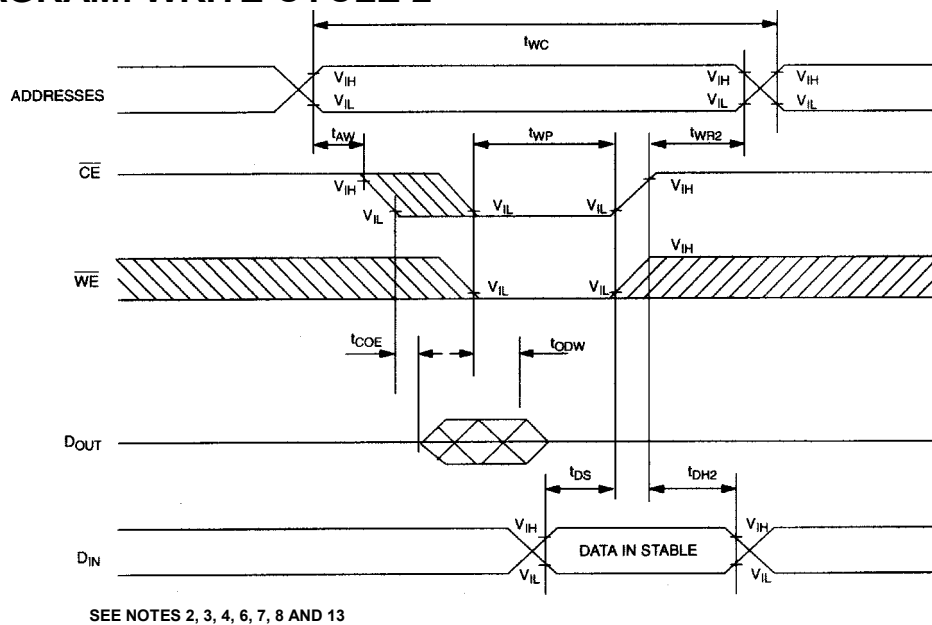 tWC
ADDRESSES
VIH
VIL
VIH
VIL
VIH
VIL
tAW
tWP
tWR2
CE
VIH
VIL
VIL
VIL
VIH
WE
VIL
VIL
VIH
tCOE
tODW
DOUT
tDS
tDH2
DIN
VIH
VIL
DATA IN STABLE
VIH
VIL
SEE NOTES 2, 3, 4, 6, 7, 8 AND 13